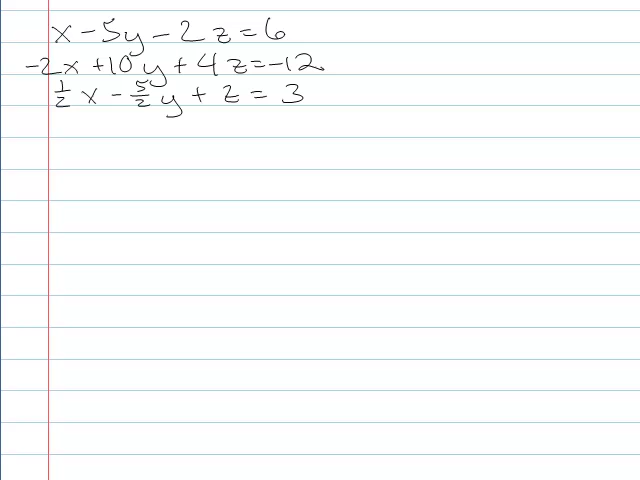 x - 5y - 2z = 6
-2x + 10y + 4z = -12
½x - 5/2 y + z = 3